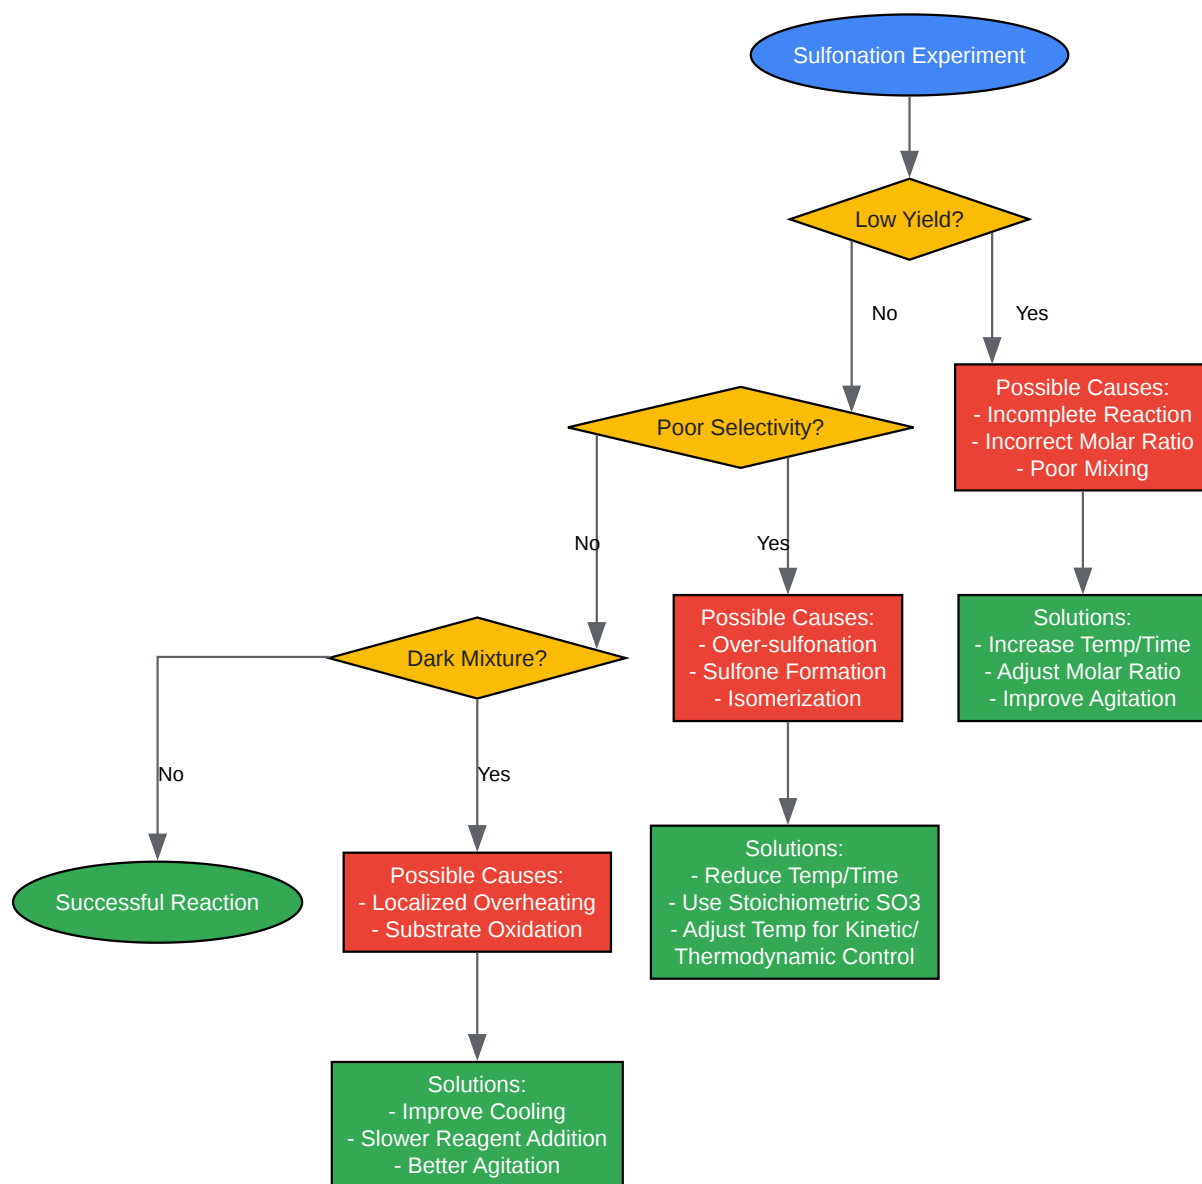 Sulfonation Experiment
Low Yield?
No
Yes
Possible Causes:
- Incomplete Reaction
- Incorrect Molar Ratio
- Poor Mixing
Poor Selectivity?
No
Yes
Possible Causes:
- Over-sulfonation
- Sulfone Formation
- Isomerization
Solutions:
- Increase Temp/Time
- Adjust Molar Ratio
- Improve Agitation
Dark Mixture?
No
Yes
Successful Reaction
Possible Causes:
- Localized Overheating
- Substrate Oxidation
Solutions:
- Reduce Temp/Time
- Use Stoichiometric SO3
- Adjust Temp for Kinetic/
Thermodynamic Control
Solutions:
- Improve Cooling
- Slower Reagent Addition
- Better Agitation